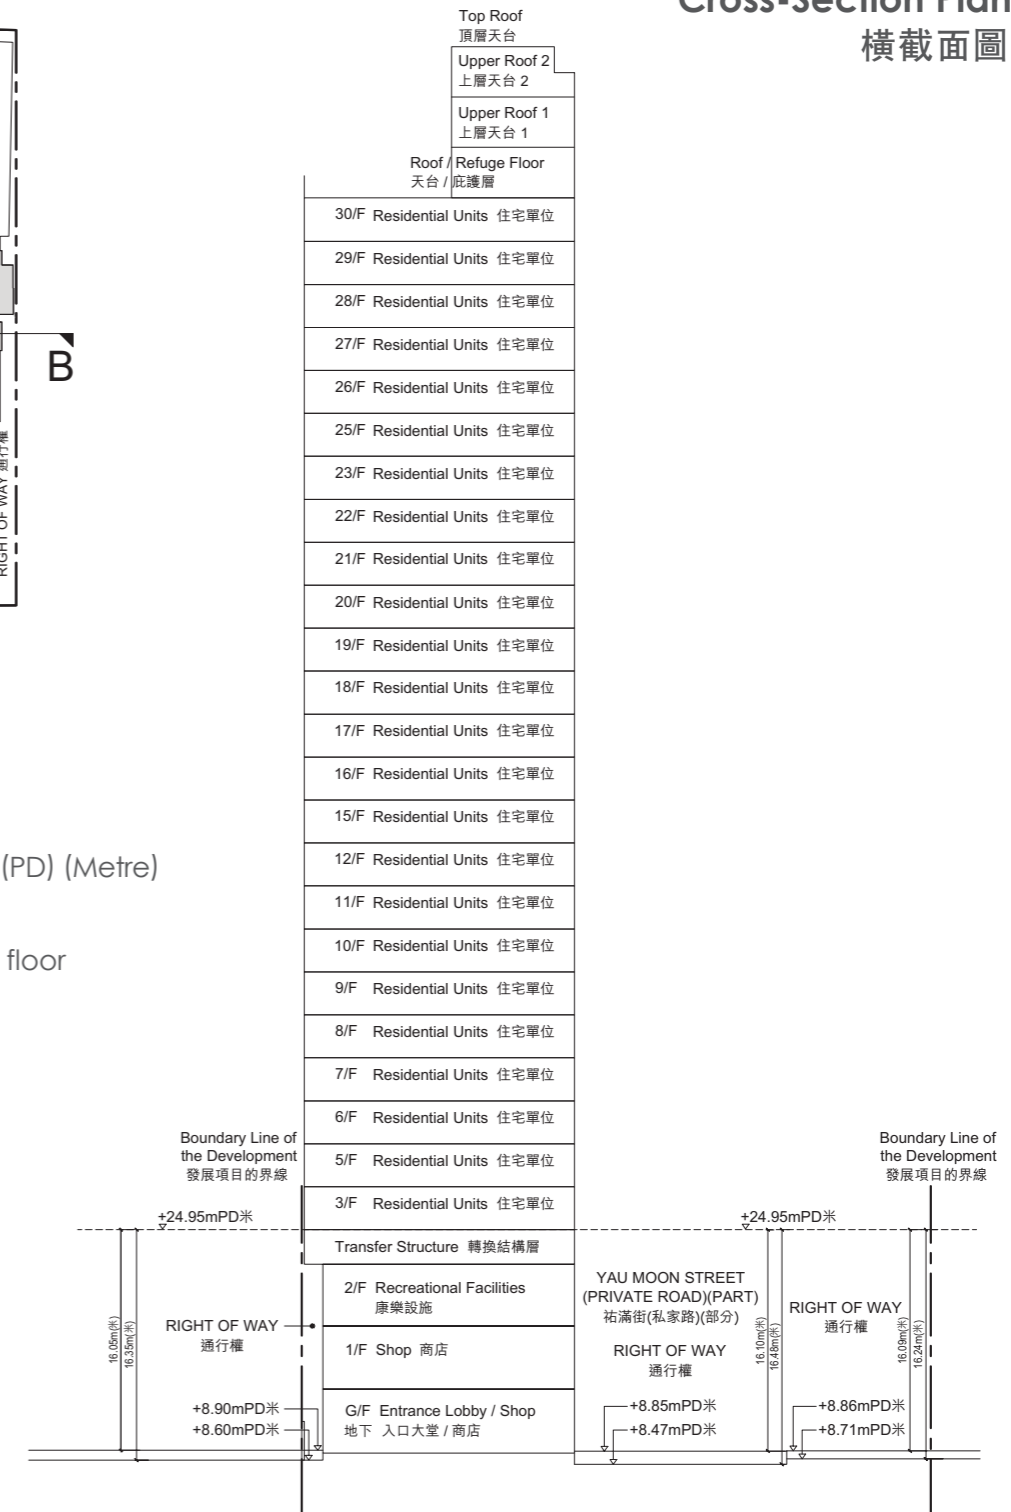 Cross-Section Plan
橫截面圖
Top Roof
頂層天台
Upper Roof 2
上層天台 2
Upper Roof 1
上層天台 1
Roof / Refuge Floor
天台 / 庇護層
30/F Residential Units 住宅單位
29/F Residential Units 住宅單位
28/F Residential Units 住宅單位
27/F Residential Units 住宅單位
26/F Residential Units 住宅單位
25/F Residential Units 住宅單位
23/F Residential Units 住宅單位
22/F Residential Units 住宅單位
21/F Residential Units 住宅單位
20/F Residential Units 住宅單位
19/F Residential Units 住宅單位
18/F Residential Units 住宅單位
17/F Residential Units 住宅單位
16/F Residential Units 住宅單位
15/F Residential Units 住宅單位
12/F Residential Units 住宅單位
11/F Residential Units 住宅單位
10/F Residential Units 住宅單位
9/F Residential Units 住宅單位
8/F Residential Units 住宅單位
7/F Residential Units 住宅單位
6/F Residential Units 住宅單位
5/F Residential Units 住宅單位
3/F Residential Units 住宅單位
Transfer Structure 轉換結構層
2/F Recreational Facilities
康樂設施
1/F Shop 商店
G/F Entrance Lobby / Shop
地下 入口大堂 / 商店
B
RIGHT OF WAY 通行權
(PD) (Metre)
floor
Boundary Line of
the Development
發展項目的界線
+24.95mPD米
16.05m(米)
16.35m(米)
RIGHT OF WAY
通行權
+8.90mPD米
+8.60mPD米
Boundary Line of
the Development
發展項目的界線
+24.95mPD米
YAU MOON STREET
(PRIVATE ROAD)(PART)
祐滿街(私家路)(部分)
RIGHT OF WAY
通行權
+8.85mPD米
+8.47mPD米
16.10m(米)
16.48m(米)
RIGHT OF WAY
通行權
16.09m(米)
16.24m(米)
+8.86mPD米
+8.71mPD米